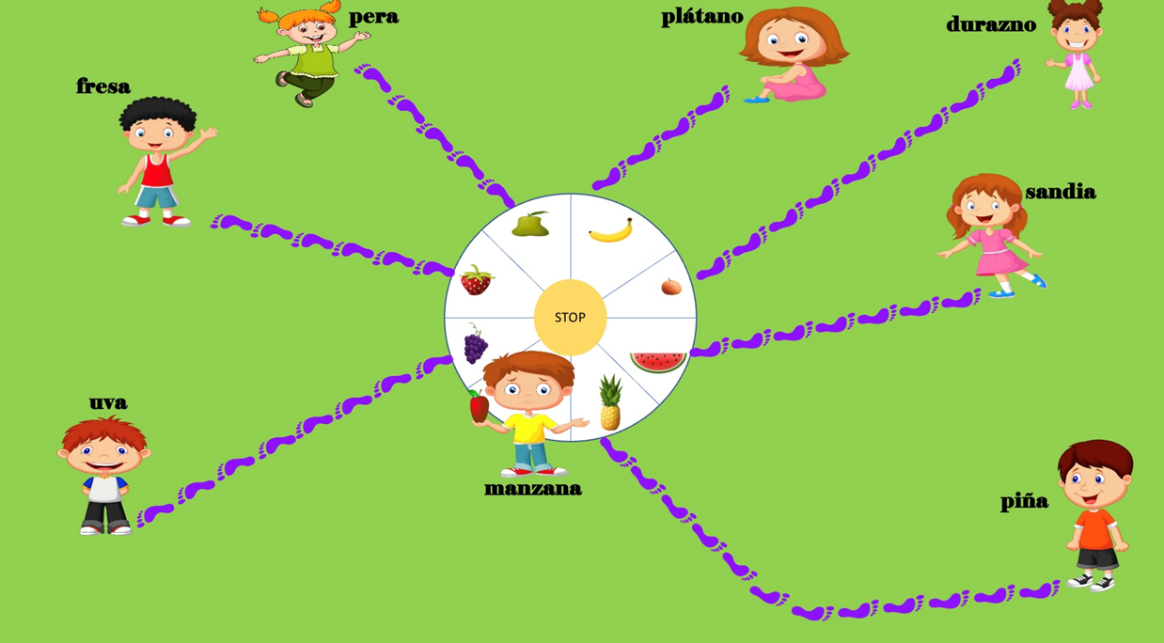 pera
plátano
durazno
fresa
sandia
STOP
uva
manzana
piña